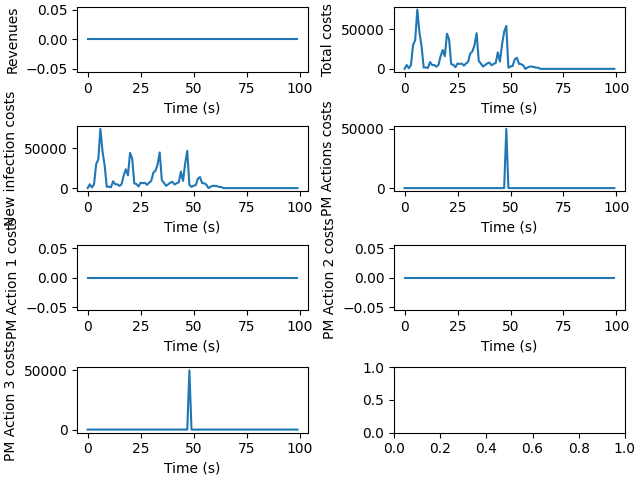 Revenues
0.05
0.00
−0.05
0 25 50 75 100
Time (s)
Total costs
50000
0
0 25 50 75 100
Time (s)
New infection costs
50000
0
0 25 50 75 100
Time (s)
PM Actions costs
50000
0
0 25 50 75 100
Time (s)
PM Action 1 costs
0.05
0.00
−0.05
0 25 50 75 100
Time (s)
PM Action 2 costs
0.05
0.00
−0.05
0 25 50 75 100
Time (s)
PM Action 3 costs
50000
0
0 25 50 75 100
Time (s)
1.0
0.5
0.0
0.0 0.2 0.4 0.6 0.8 1.0